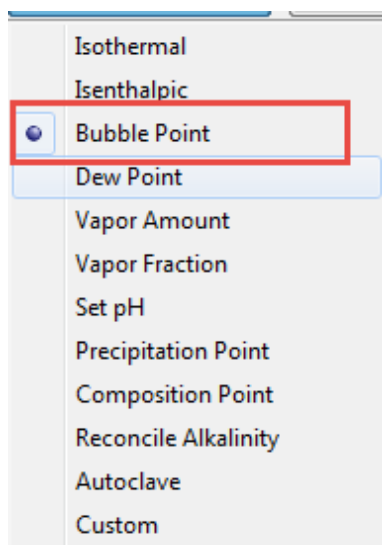 Isothermal
Isenthalpic
Bubble Point
Dew Point
Vapor Amount
Vapor Fraction
Set pH
Precipitation Point
Composition Point
Reconcile Alkalinity
Autoclave
Custom